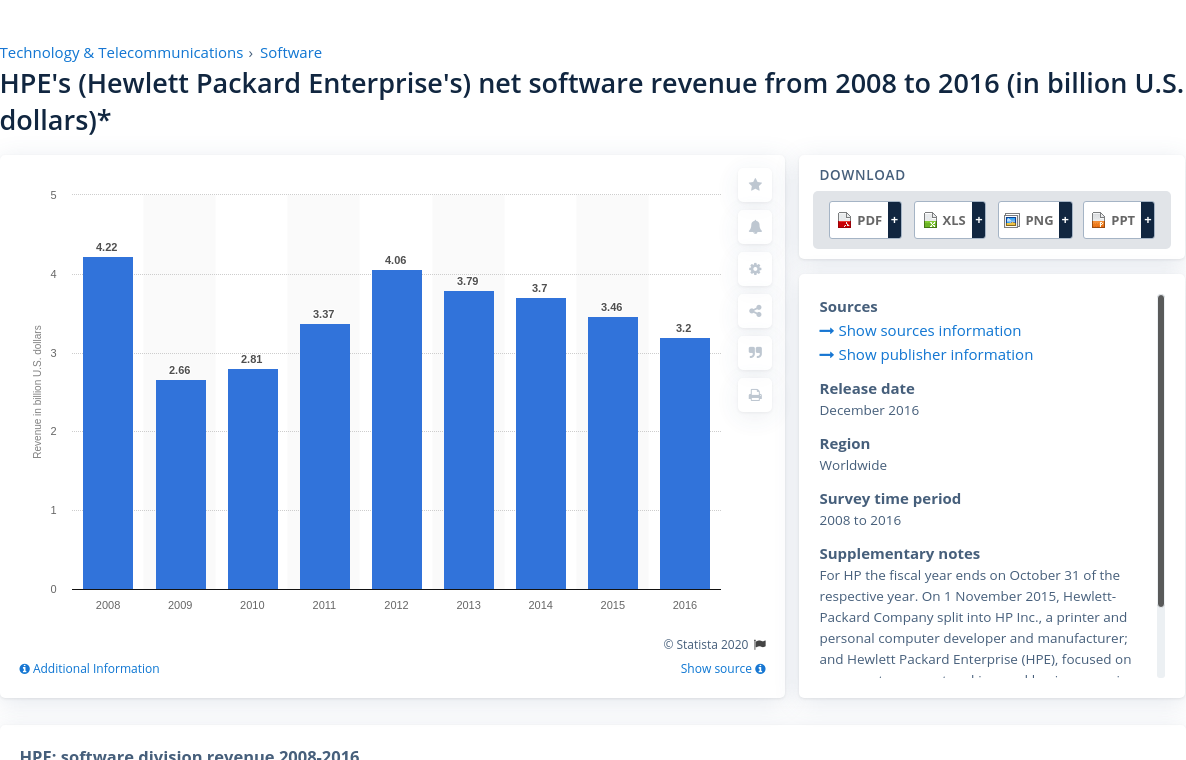 Technology & Telecommunications › Software
HPE's (Hewlett Packard Enterprise's) net software revenue from 2008 to 2016 (in billion U.S.
dollars)*
5
4
3
2
1
0
Revenue in billion U.S. dollars
4.22
2.66
2.81
3.37
4.06
3.79
3.7
3.46
3.2
2008 2009 2010 2011 2012 2013 2014 2015 2016
© Statista 2020
Additional Information
Show source
DOWNLOAD
PDF + XLS + PNG + PPT +
Sources
Show sources information
Show publisher information
Release date
December 2016
Region
Worldwide
Survey time period
2008 to 2016
Supplementary notes
For HP the fiscal year ends on October 31 of the
respective year. On 1 November 2015, Hewlett-
Packard Company split into HP Inc., a printer and
personal computer developer and manufacturer;
and Hewlett Packard Enterprise (HPE), focused on
HPE: software division revenue 2008-2016